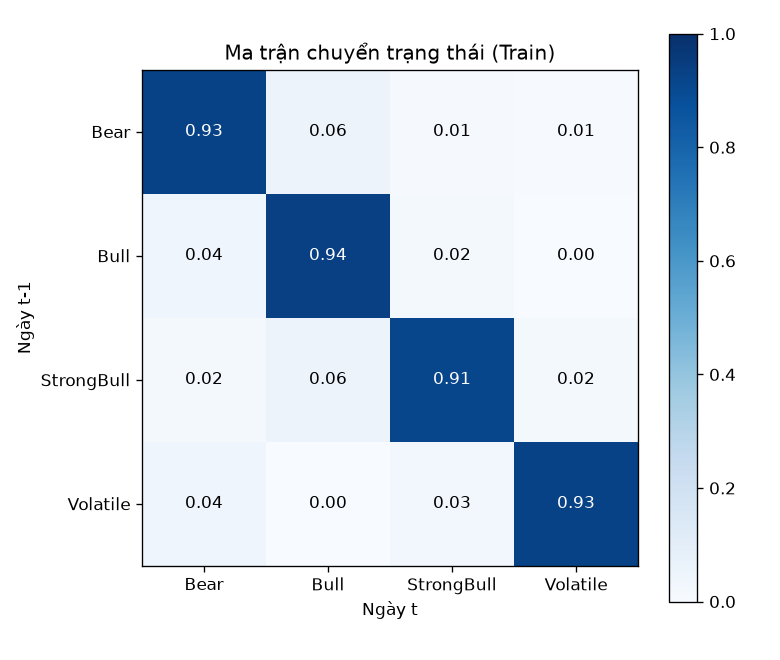 Ma trận chuyển trạng thái (Train)
1.0
0.8
0.6
0.4
0.2
0.0
Ngày t-1
Bear 0.93 0.06 0.01 0.01
Bull 0.04 0.94 0.02 0.00
StrongBull 0.02 0.06 0.91 0.02
Volatile 0.04 0.00 0.03 0.93
Bear Bull StrongBull Volatile
Ngày t